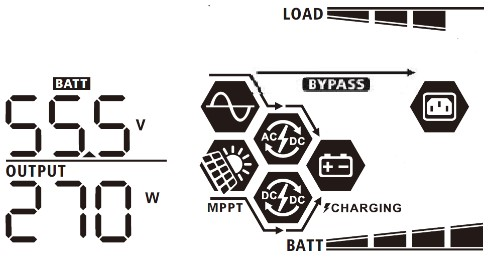 LOAD
BATT
BYPASS
55.5 V
AC DC
OUTPUT
270 W
DC DC
MPPT
CHARGING
BATT